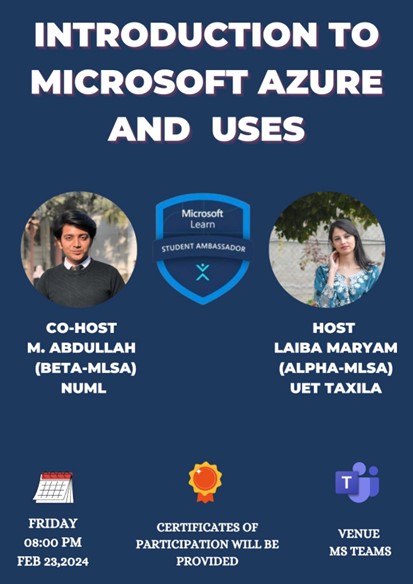 INTRODUCTION TO
MICROSOFT AZURE
AND USES
Microsoft
Learn
STUDENT AMBASSADOR
CO-HOST
M. ABDULLAH
(BETA-MLSA)
NUML
HOST
LAIBA MARYAM
(ALPHA-MLSA)
UET TAXILA
FRIDAY
08:00 PM
FEB 23,2024
CERTIFICATES OF
PARTICIPATION WILL BE
PROVIDED
T
VENUE
MS TEAMS